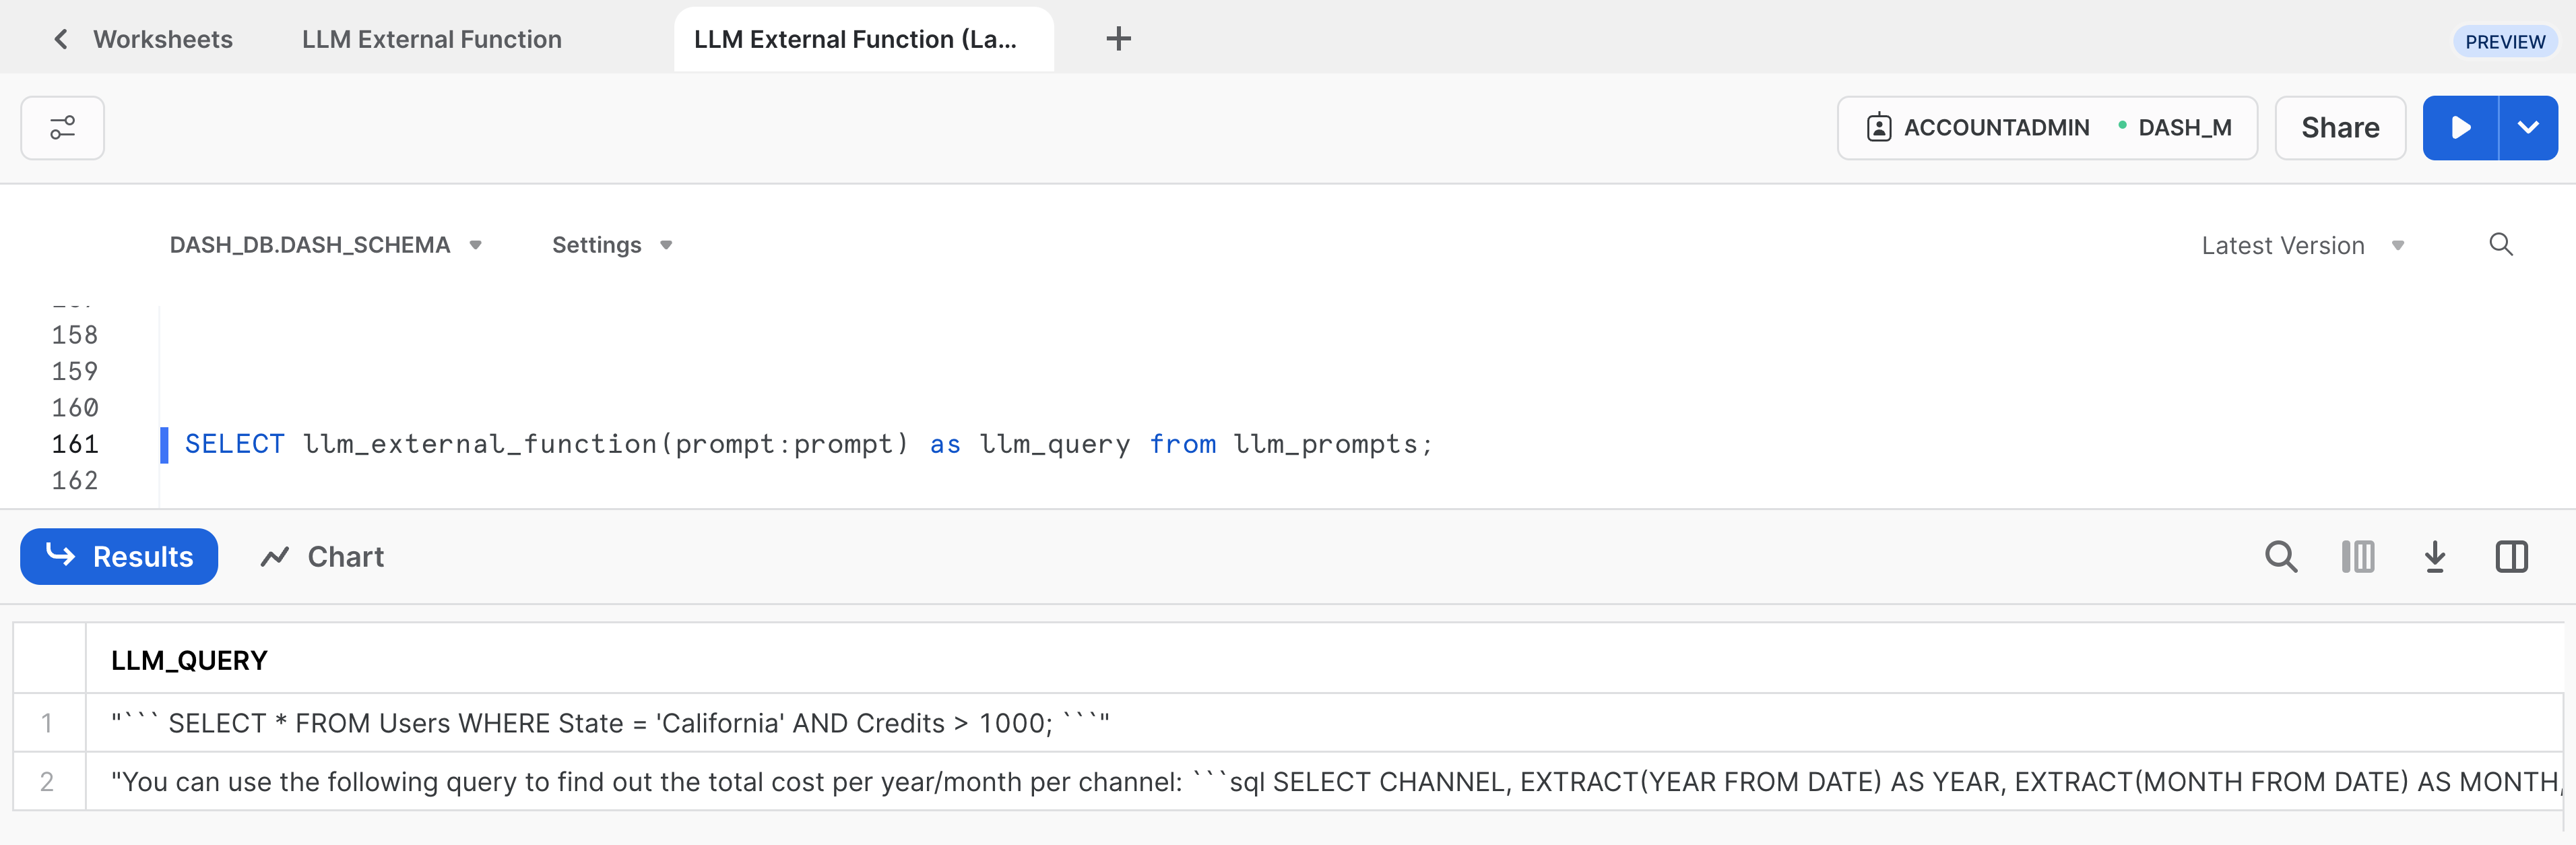 Worksheets LLM External Function LLM External Function (La... +
PREVIEW
ACCOUNTADMIN DASH_M Share
DASH_DB.DASH_SCHEMA Settings Latest Version
158
159
160
161 SELECT llm_external_function(prompt:prompt) as llm_query from llm_prompts;
162
Results Chart
LLM_QUERY
1 "``` SELECT * FROM Users WHERE State = 'California' AND Credits > 1000; ```"
2 "You can use the following query to find out the total cost per year/month per channel: ```sql SELECT CHANNEL, EXTRACT(YEAR FROM DATE) AS YEAR, EXTRACT(MONTH FROM DATE) AS MONTH,